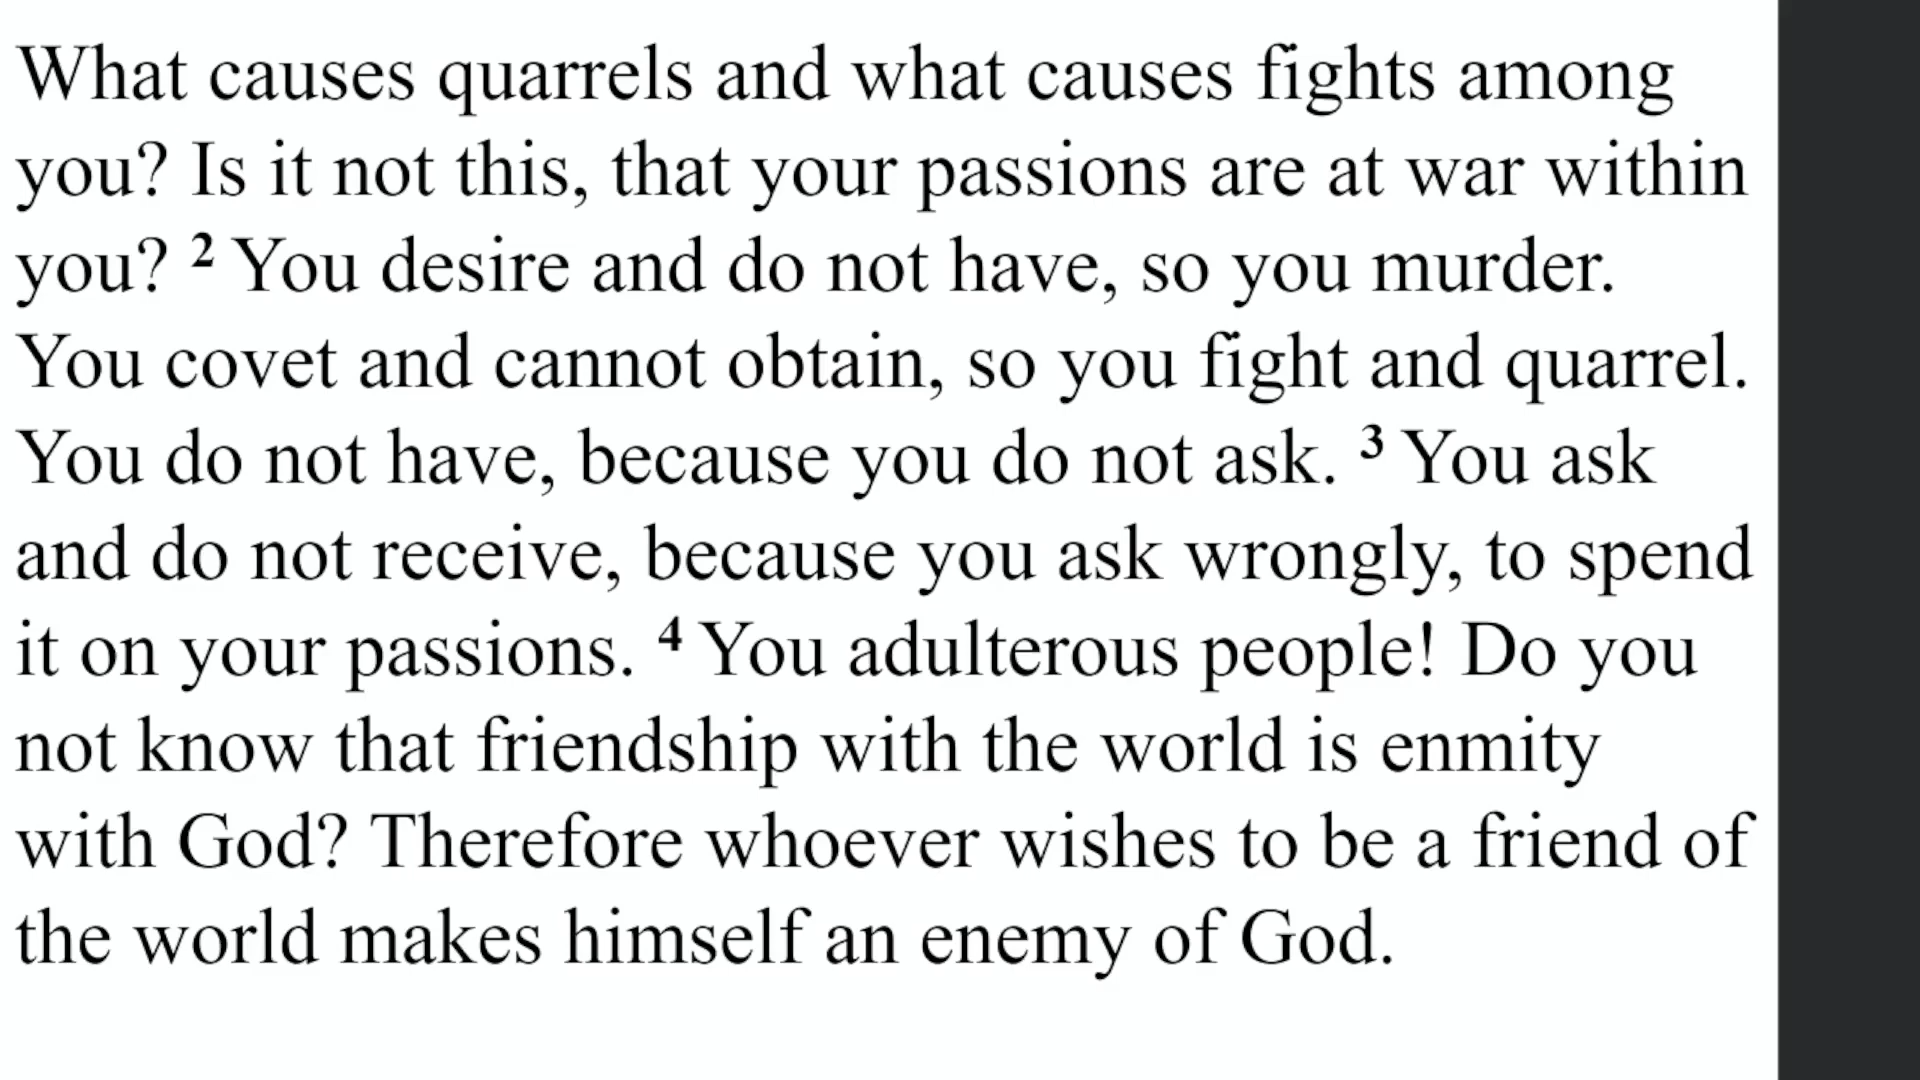 What causes quarrels and what causes fights among
you? Is it not this, that your passions are at war within
you? 2 You desire and do not have, so you murder.
You covet and cannot obtain, so you fight and quarrel.
You do not have, because you do not ask. 3 You ask
and do not receive, because you ask wrongly, to spend
it on your passions. 4 You adulterous people! Do you
not know that friendship with the world is enmity
with God? Therefore whoever wishes to be a friend of
the world makes himself an enemy of God.